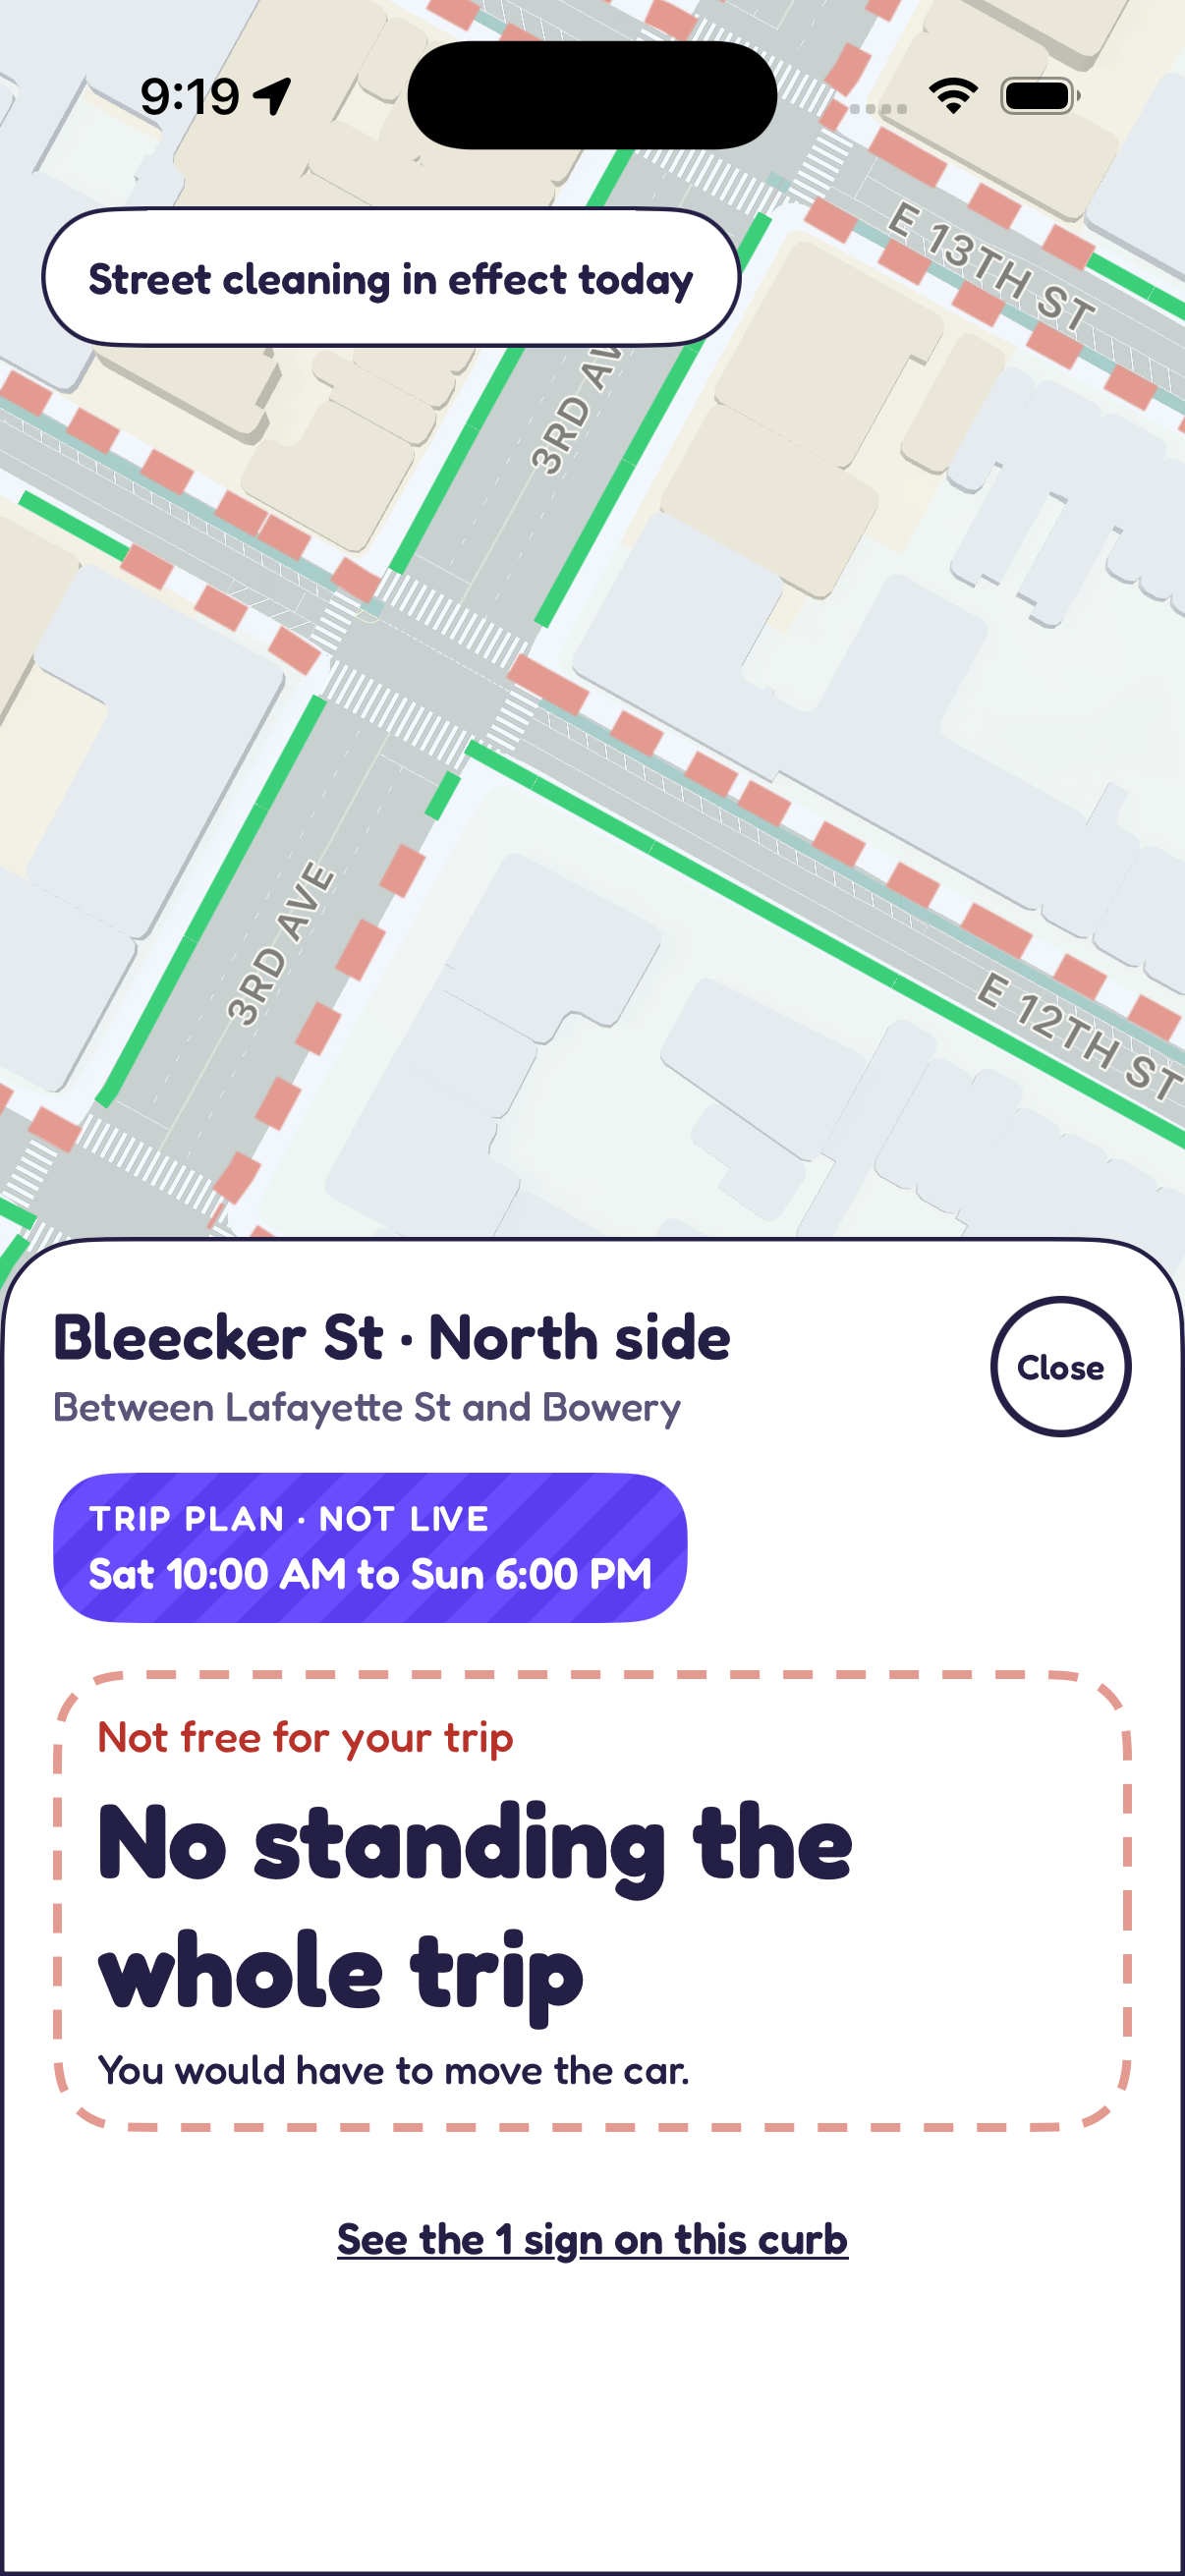 9:19
E 13TH ST
Street cleaning in effect today
3RD AV
3RD AVE
E 12TH ST
Bleecker St · North side
Close
Between Lafayette St and Bowery
TRIP PLAN · NOT LIVE
Sat 10:00 AM to Sun 6:00 PM
Not free for your trip
No standing the
whole trip
You would have to move the car.
See the 1 sign on this curb